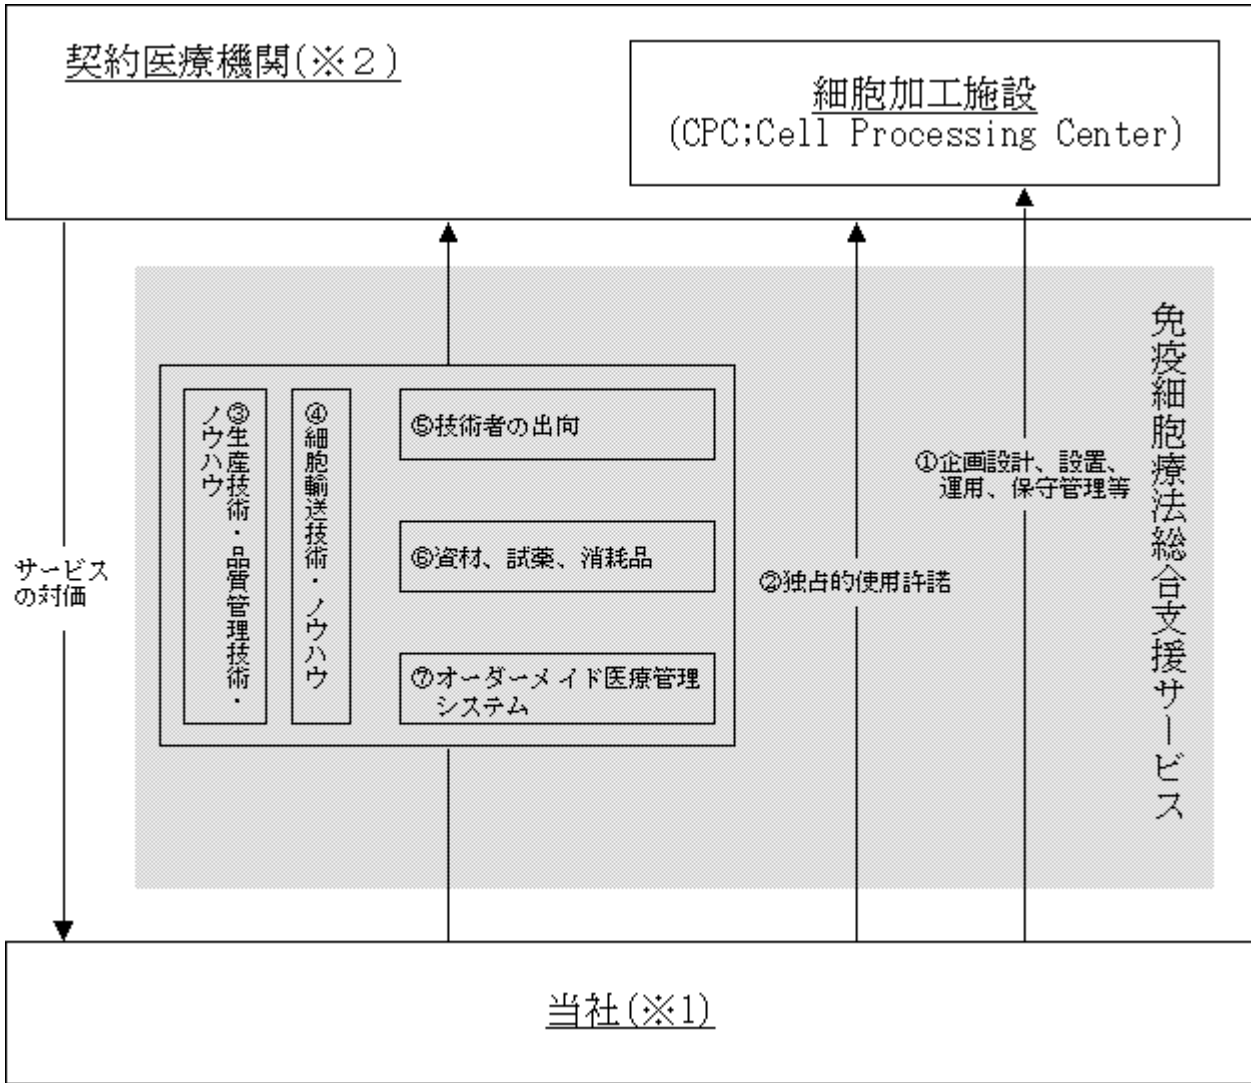 契約医療機関(※２)
細胞加工施設
(CPC;Cell Processing Center)
免疫細胞療法総合支援サービス
③生産技術・品質管理技術・
ノウハウ
④細胞輸送技術・ノウハウ
⑤技術者の出向
⑥資材、試薬、消耗品
⑦オーダーメイド医療管理
システム
①企画設計、設置、
運用、保守管理等
②独占的使用許諾
サービス
の対価
当社(※1)